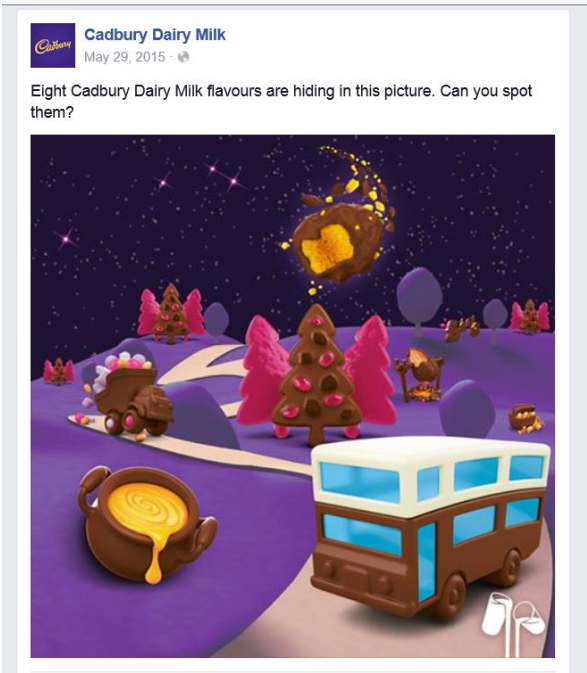 Cadbury
Cadbury Dairy Milk
May 29, 2015 ·
Eight Cadbury Dairy Milk flavours are hiding in this picture. Can you spot
them?